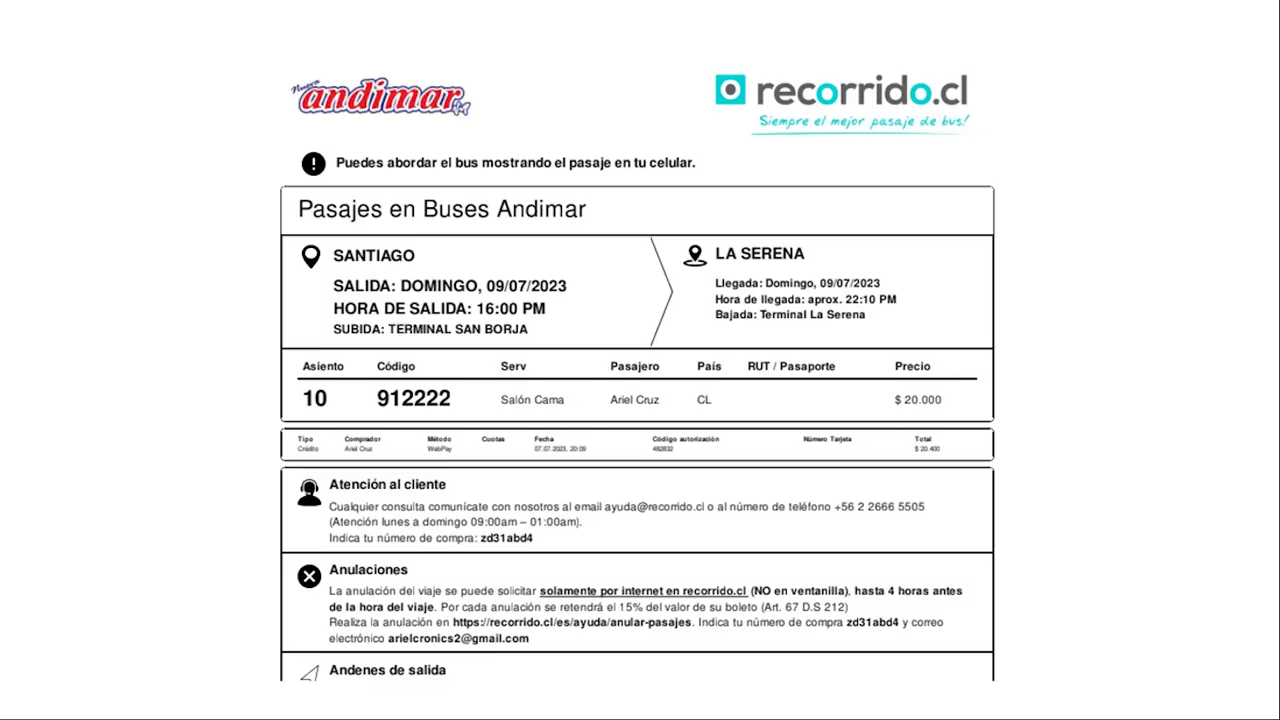 Nueva
andimar
recorrido.cl
Siempre el mejor pasaje de bus!
Puedes abordar el bus mostrando el pasaje en tu celular.
Pasajes en Buses Andimar
SANTIAGO
SALIDA: DOMINGO, 09/07/2023
HORA DE SALIDA: 16:00 PM
SUBIDA: TERMINAL SAN BORJA
LA SERENA
Llegada: Domingo, 09/07/2023
Hora de llegada: aprox. 22:10 PM
Bajada: Terminal La Serena
Asiento Código Serv Pasajero País RUT / Pasaporte Precio
10 912222 Salón Cama Ariel Cruz CL $ 20.000
Tipo Comprador Método Cuotas Fecha Código autorización Número Tarjeta Total
Crédito Ariel Cruz WebPay 07.07.2023, 20:09 482832 $ 20.400
Atención al cliente
Cualquier consulta comunícate con nosotros al email ayuda@recorrido.cl o al número de teléfono +56 2 2666 5505
(Atención lunes a domingo 09:00am – 01:00am).
Indica tu número de compra: zd31abd4
Anulaciones
La anulación del viaje se puede solicitar solamente por internet en recorrido.cl (NO en ventanilla), hasta 4 horas antes
de la hora del viaje. Por cada anulación se retendrá el 15% del valor de su boleto (Art. 67 D.S 212)
Realiza la anulación en https://recorrido.cl/es/ayuda/anular-pasajes. Indica tu número de compra zd31abd4 y correo
electrónico arielcronics2@gmail.com
Andenes de salida